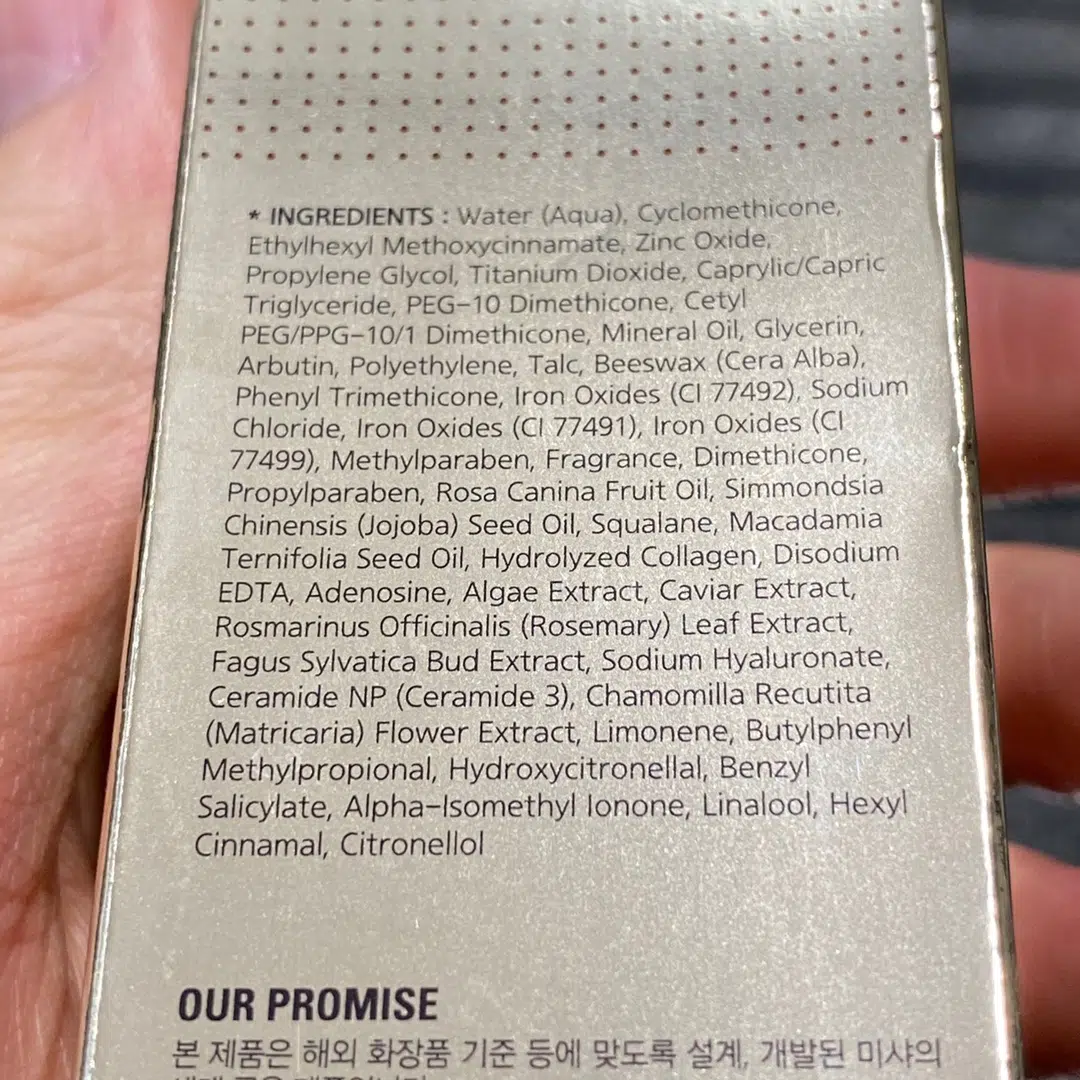 * INGREDIENTS : Water (Aqua), Cyclomethicone,
Ethylhexyl Methoxycinnamate, Zinc Oxide,
Propylene Glycol, Titanium Dioxide, Caprylic/Capric
Triglyceride, PEG-10 Dimethicone, Cetyl
PEG/PPG-10/1 Dimethicone, Mineral Oil, Glycerin,
Arbutin, Polyethylene, Talc, Beeswax (Cera Alba),
Phenyl Trimethicone, Iron Oxides (CI 77492), Sodium
Chloride, Iron Oxides (CI 77491), Iron Oxides (CI
77499), Methylparaben, Fragrance, Dimethicone,
Propylparaben, Rosa Canina Fruit Oil, Simmondsia
Chinensis (Jojoba) Seed Oil, Squalane, Macadamia
Ternifolia Seed Oil, Hydrolyzed Collagen, Disodium
EDTA, Adenosine, Algae Extract, Caviar Extract,
Rosmarinus Officinalis (Rosemary) Leaf Extract,
Fagus Sylvatica Bud Extract, Sodium Hyaluronate,
Ceramide NP (Ceramide 3), Chamomilla Recutita
(Matricaria) Flower Extract, Limonene, Butylphenyl
Methylpropional, Hydroxycitronellal, Benzyl
Salicylate, Alpha-Isomethyl Ionone, Linalool, Hexyl
Cinnamal, Citronellol
OUR PROMISE
본 제품은 해외 화장품 기준 등에 맞도록 설계, 개발된 미샤의